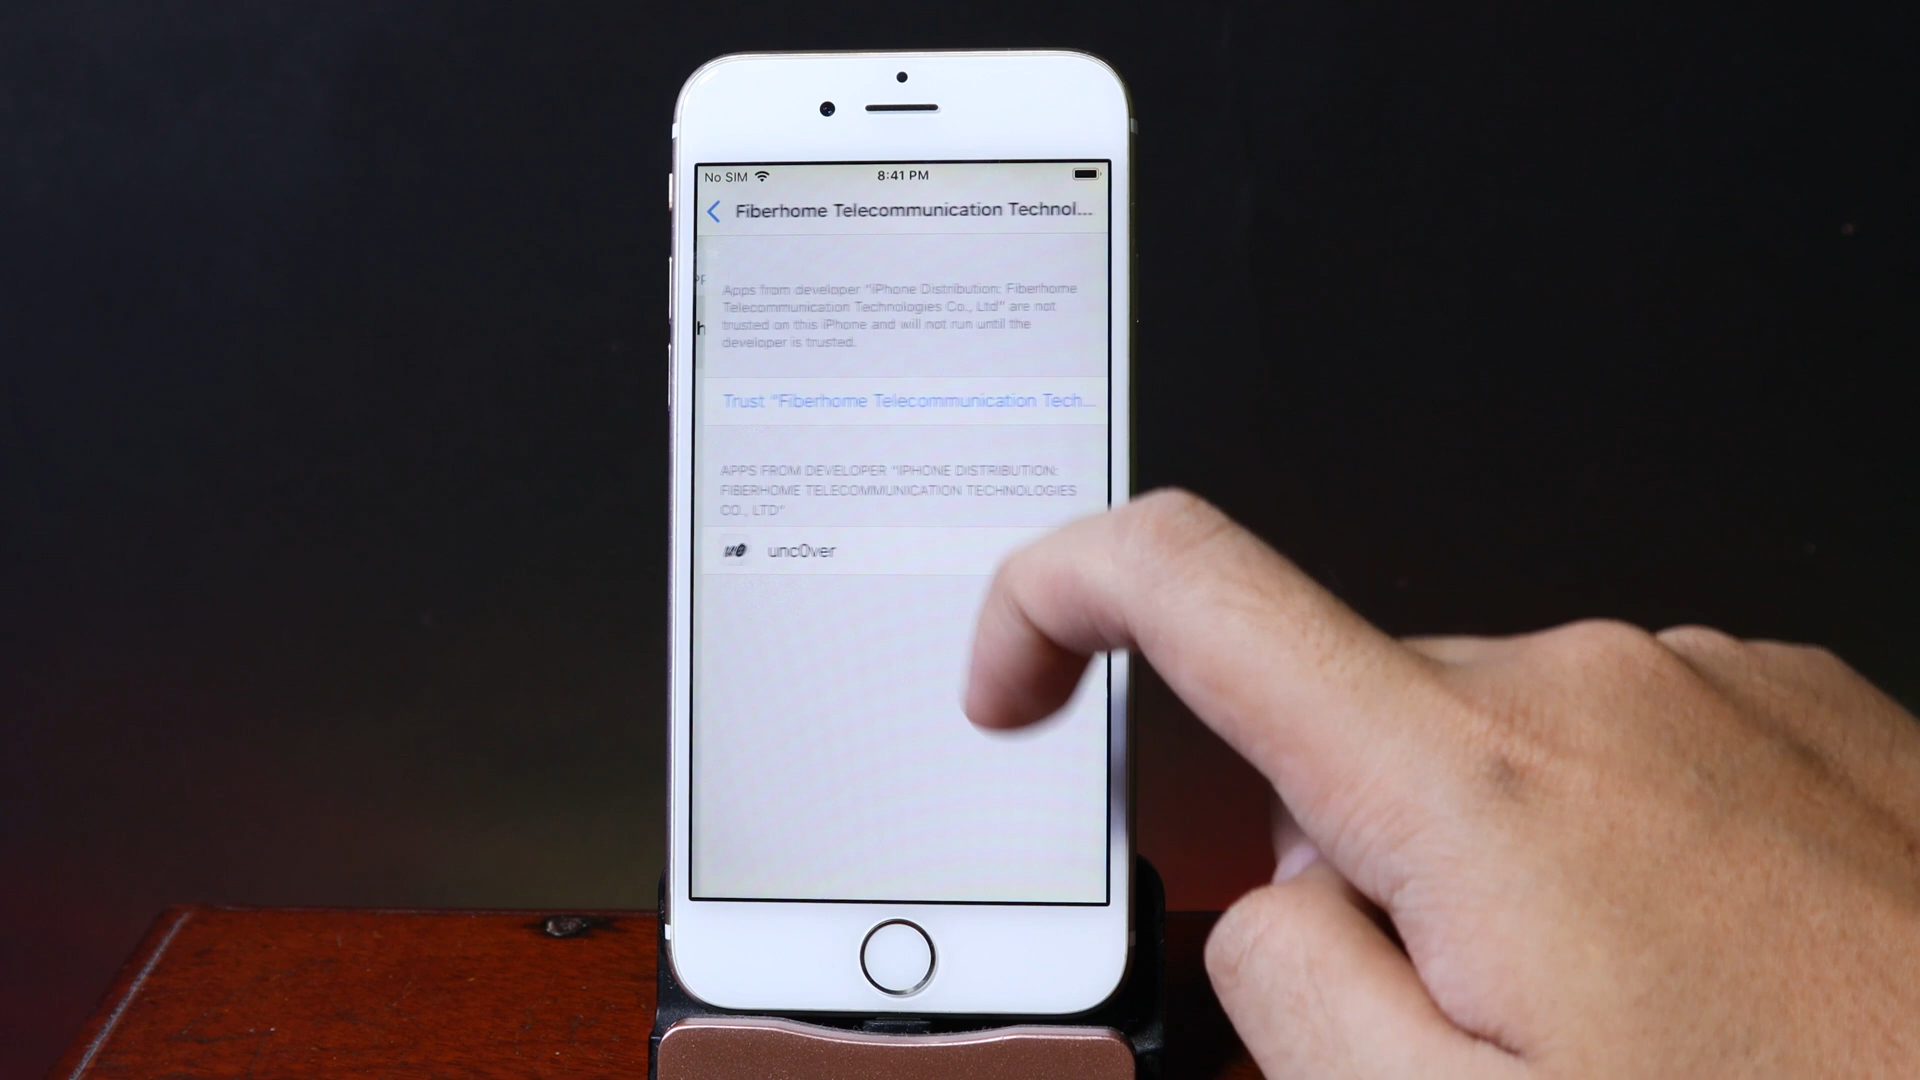 No SIM 8:41 PM
Fiberhome Telecommunication Technol...
Apps from developer "iPhone Distribution: Fiberhome
Telecommunication Technologies Co., Ltd" are not
trusted on this iPhone and will not run until the
developer is trusted.
Trust "Fiberhome Telecommunication Tech...
APPS FROM DEVELOPER "IPHONE DISTRIBUTION:
FIBERHOME TELECOMMUNICATION TECHNOLOGIES
CO., LTD"
u0 unc0ver